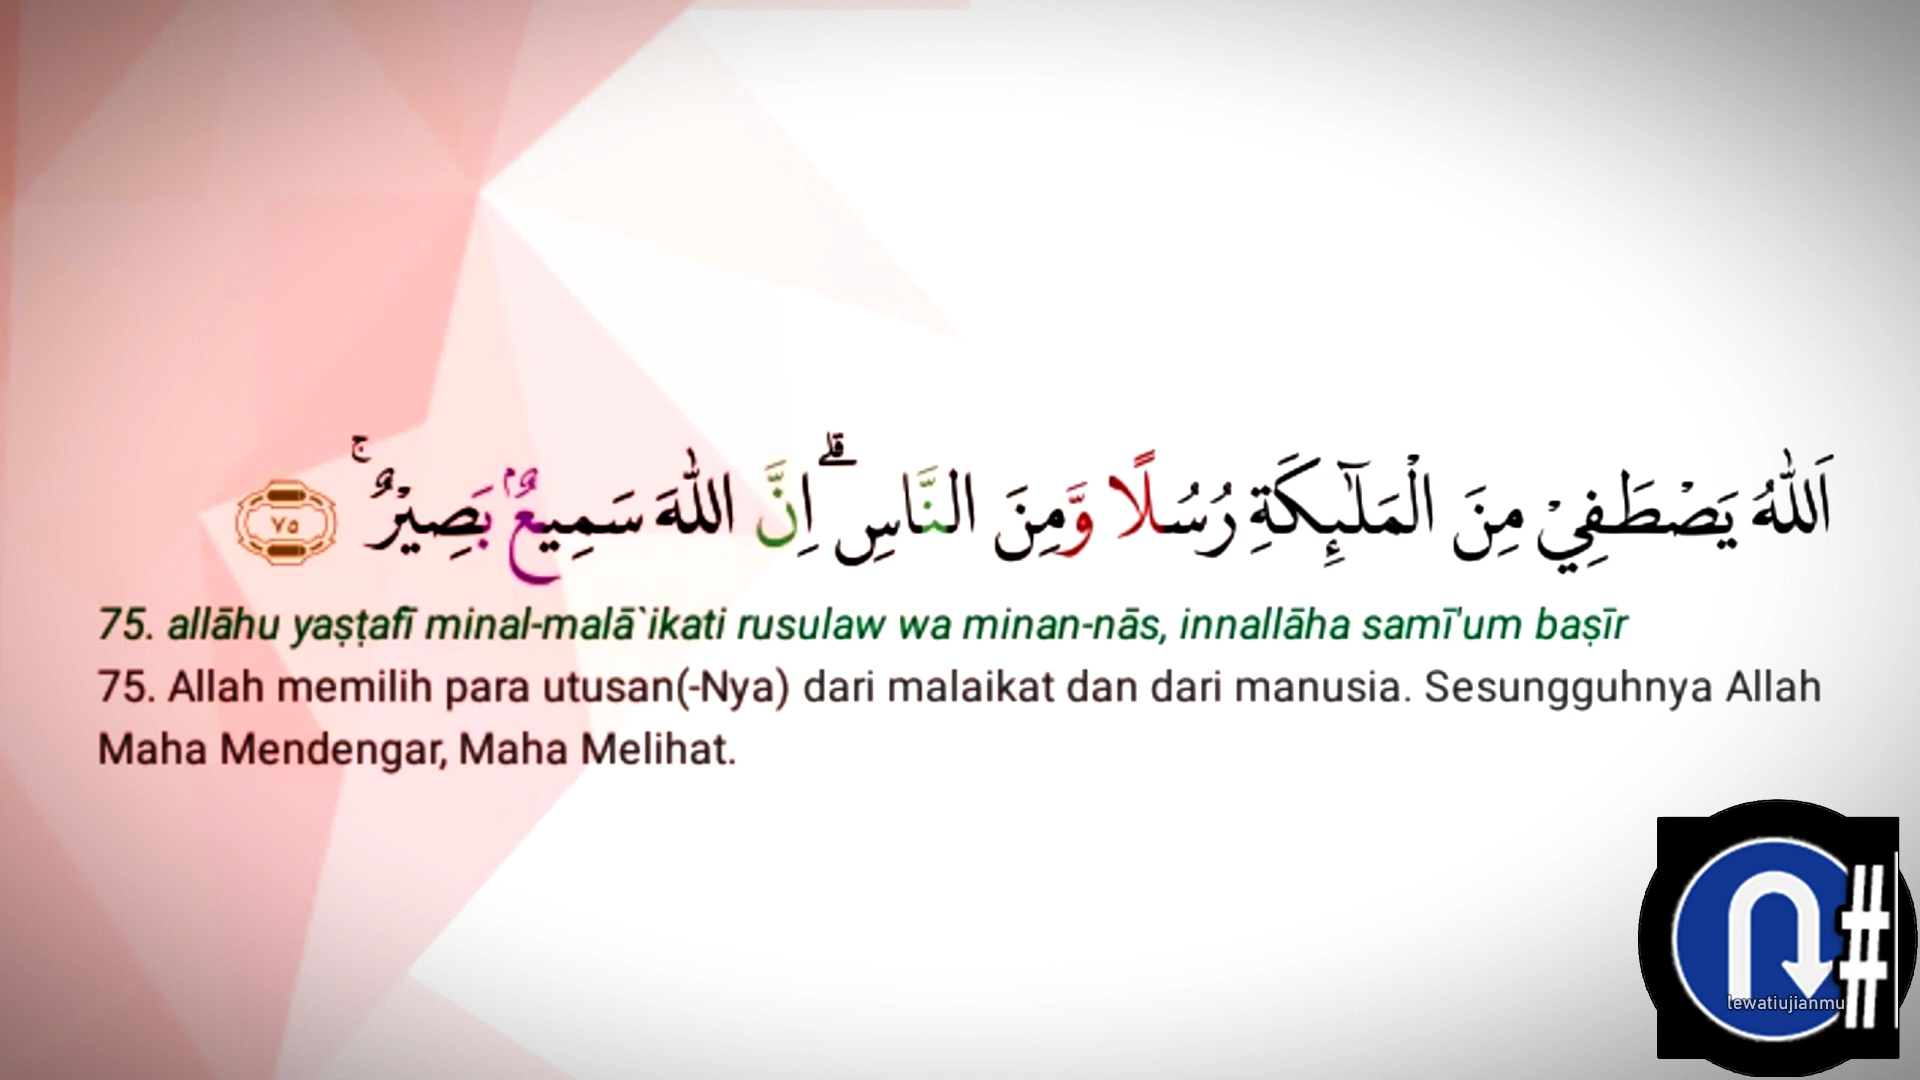 اَللّٰهُ يَصْطَفِيْ مِنَ الْمَلٰۤىِٕكَةِ رُسُلًا وَّمِنَ النَّاسِۗ اِنَّ اللّٰهَ سَمِيْعٌۢ بَصِيْرٌۚ ٧٥
75. allāhu yaṣṭafī minal-malā`ikati rusulaw wa minan-nās, innallāha samī'um baṣīr
75. Allah memilih para utusan(-Nya) dari malaikat dan dari manusia. Sesungguhnya Allah
Maha Mendengar, Maha Melihat.
#
#
lewatiujianmu